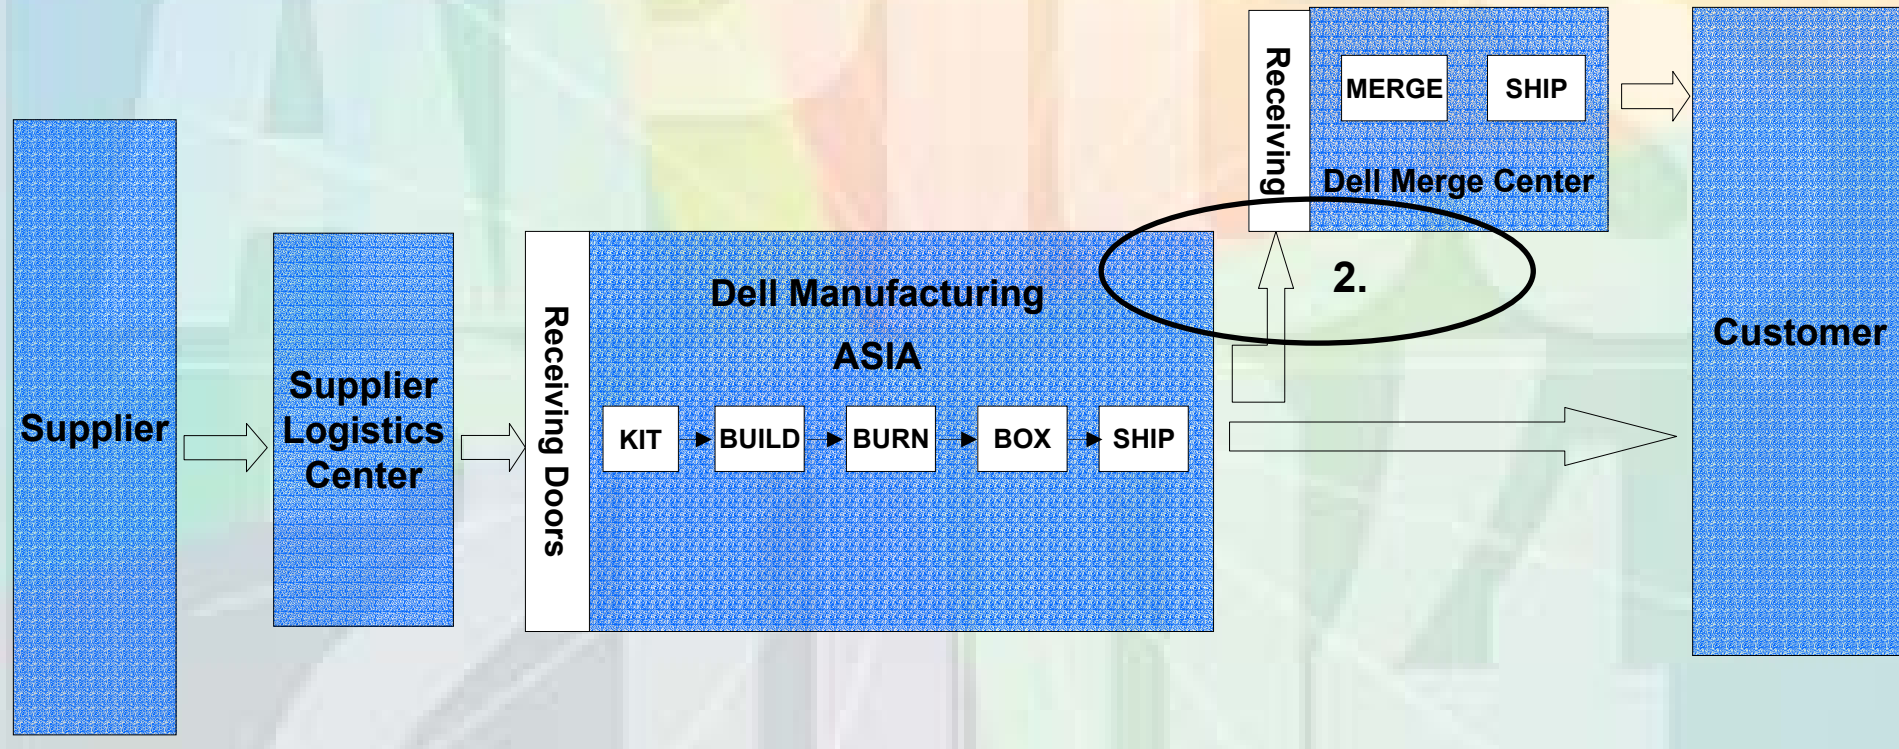 Supplier
Supplier
Logistics
Center
Receiving Doors
Dell Manufacturing
ASIA
KIT
BUILD
BURN
BOX
SHIP
Receiving
MERGE
SHIP
Dell Merge Center
2.
Customer